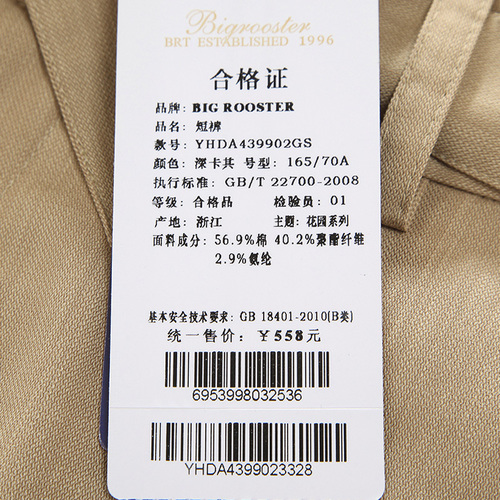 Bigrooster
BRT ESTABLISHED 1996
合格证
品牌: BIG ROOSTER
品名: 短裤
款号: YHDA439902GS
颜色: 深卡其 号型: 165/70A
执行标准: GB/T 22700-2008
等级: 合格品 检验员: 01
产地: 浙江 主题: 花园系列
面料成分: 56.9%棉 40.2%聚酯纤维
2.9%氨纶
基本安全技术要求: GB 18401-2010(B类)
统一售价: ¥558元
6953998032536
YHDA4399023328